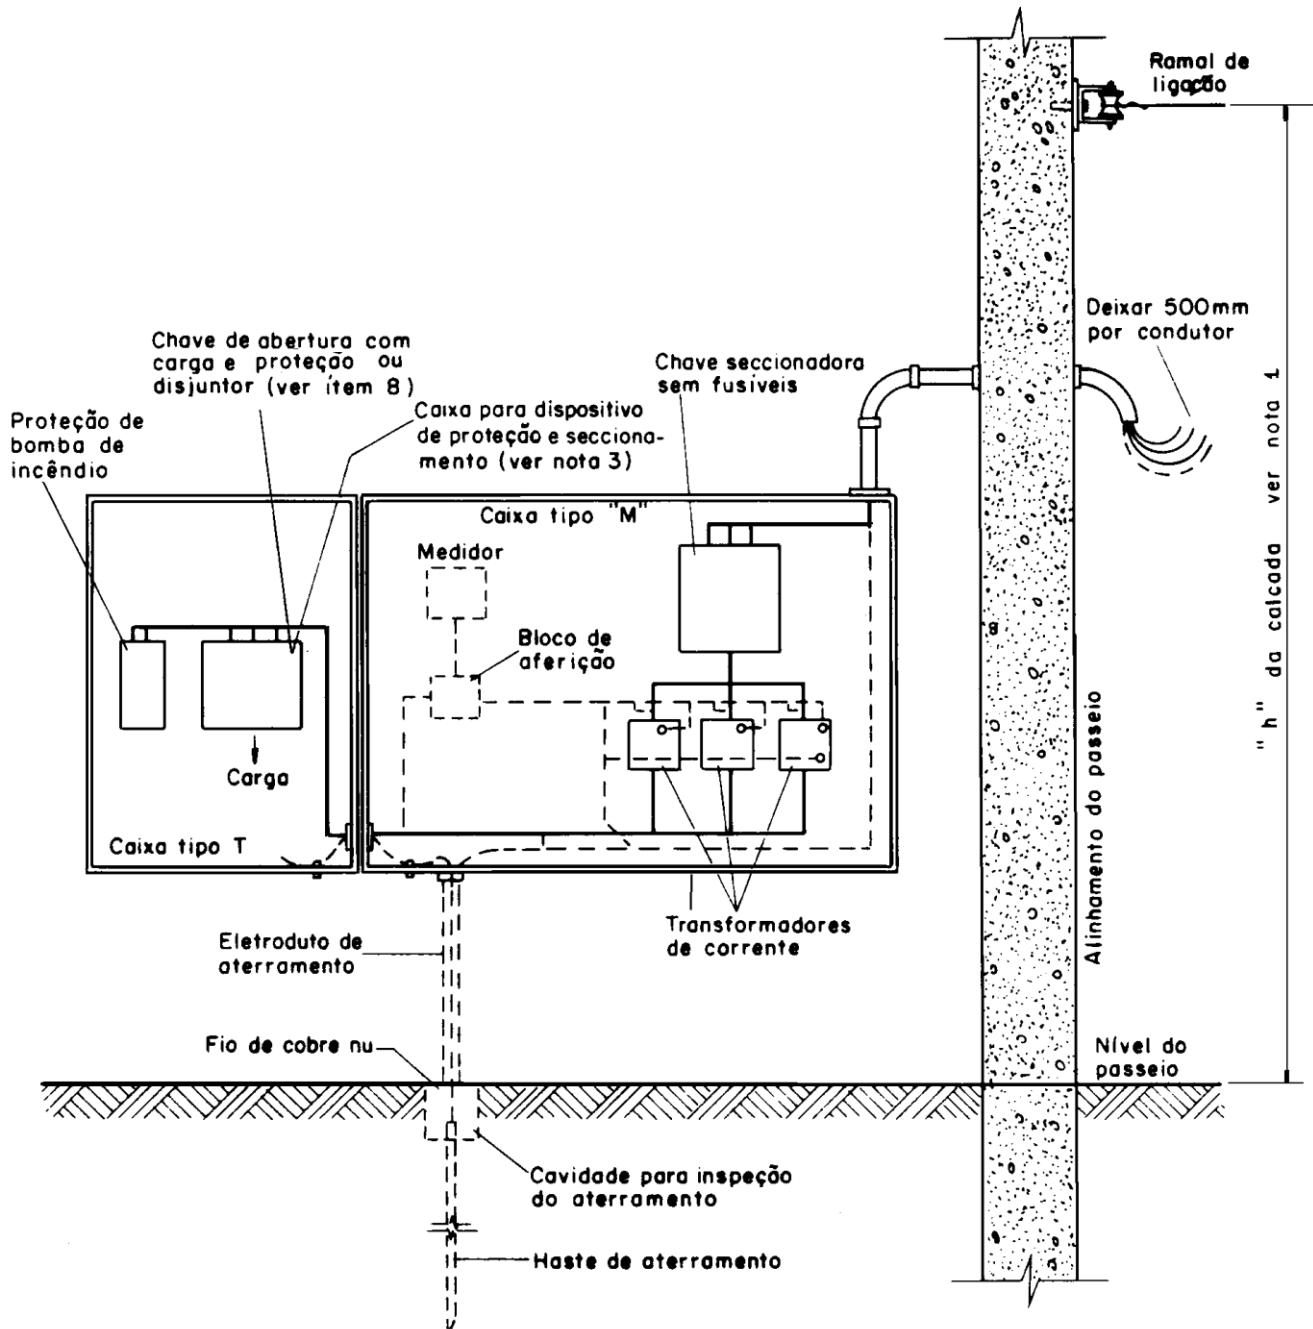 Ramal de
ligação
Deixar 500mm
por condutor
Chave de abertura com
carga e proteção ou
disjuntor (ver ítem 8)
Chave seccionadora
sem fusíveis
Proteção de
bomba de
incêndio
Caixa para dispositivo
de proteção e secciona-
mento (ver nota 3)
Caixa tipo "M"
Medidor
Bloco de
aferição
Carga
Caixa tipo T
Transformadores
de corrente
Eletroduto de
aterramento
Alinhamento do passeio
"h" da calcada ver nota 1
Fio de cobre nu
Nível do
passeio
Cavidade para inspeção
do aterramento
Haste de aterramento